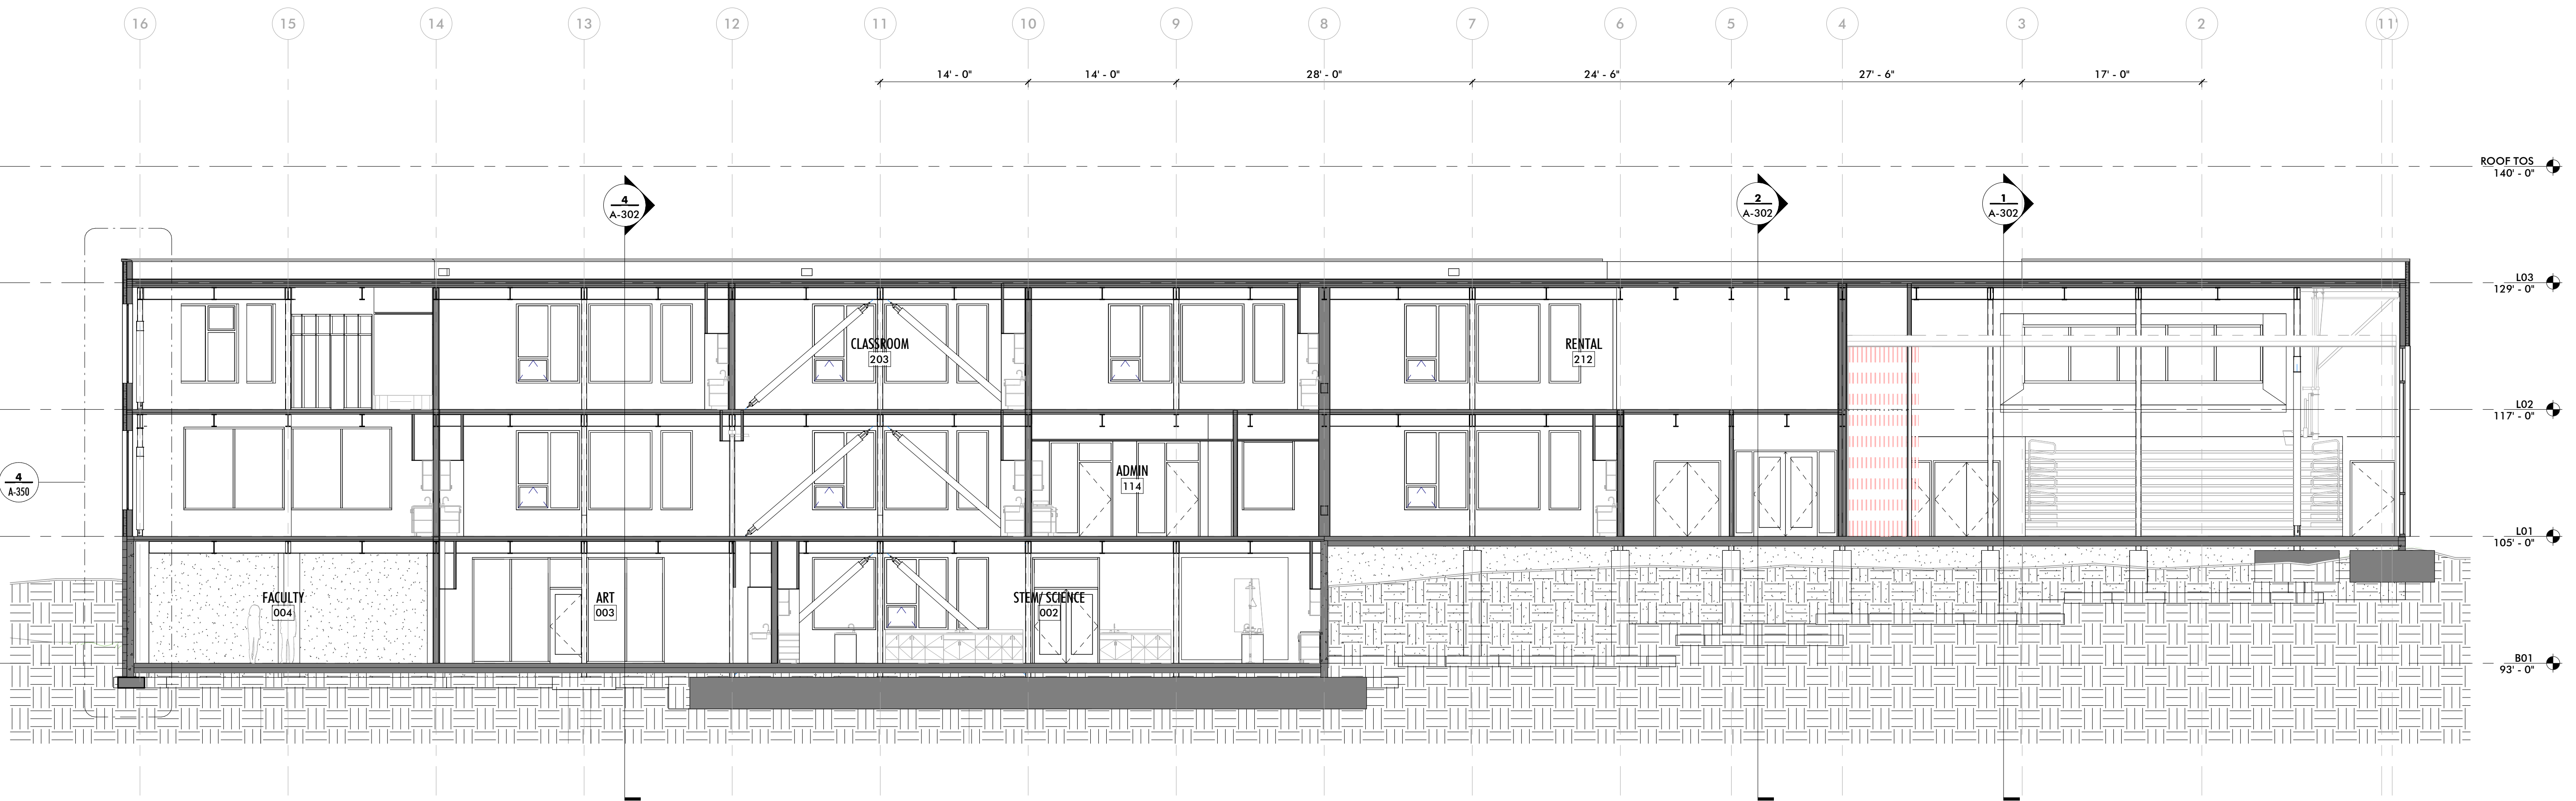 16
15
14
13
12
11
10
9
8
7
6
5
4
3
2
1'
14' - 0"
14' - 0"
28' - 0"
24' - 6"
27' - 6"
17' - 0"
ROOF TOS
140' - 0"
4
A-302
2
A-302
1
A-302
L03
129' - 0"
CLASSROOM
203
RENTAL
212
L02
117' - 0"
ADMIN
114
4
A-350
L01
105' - 0"
FACULTY
004
ART
003
STEM/ SCIENCE
002
B01
93' - 0"